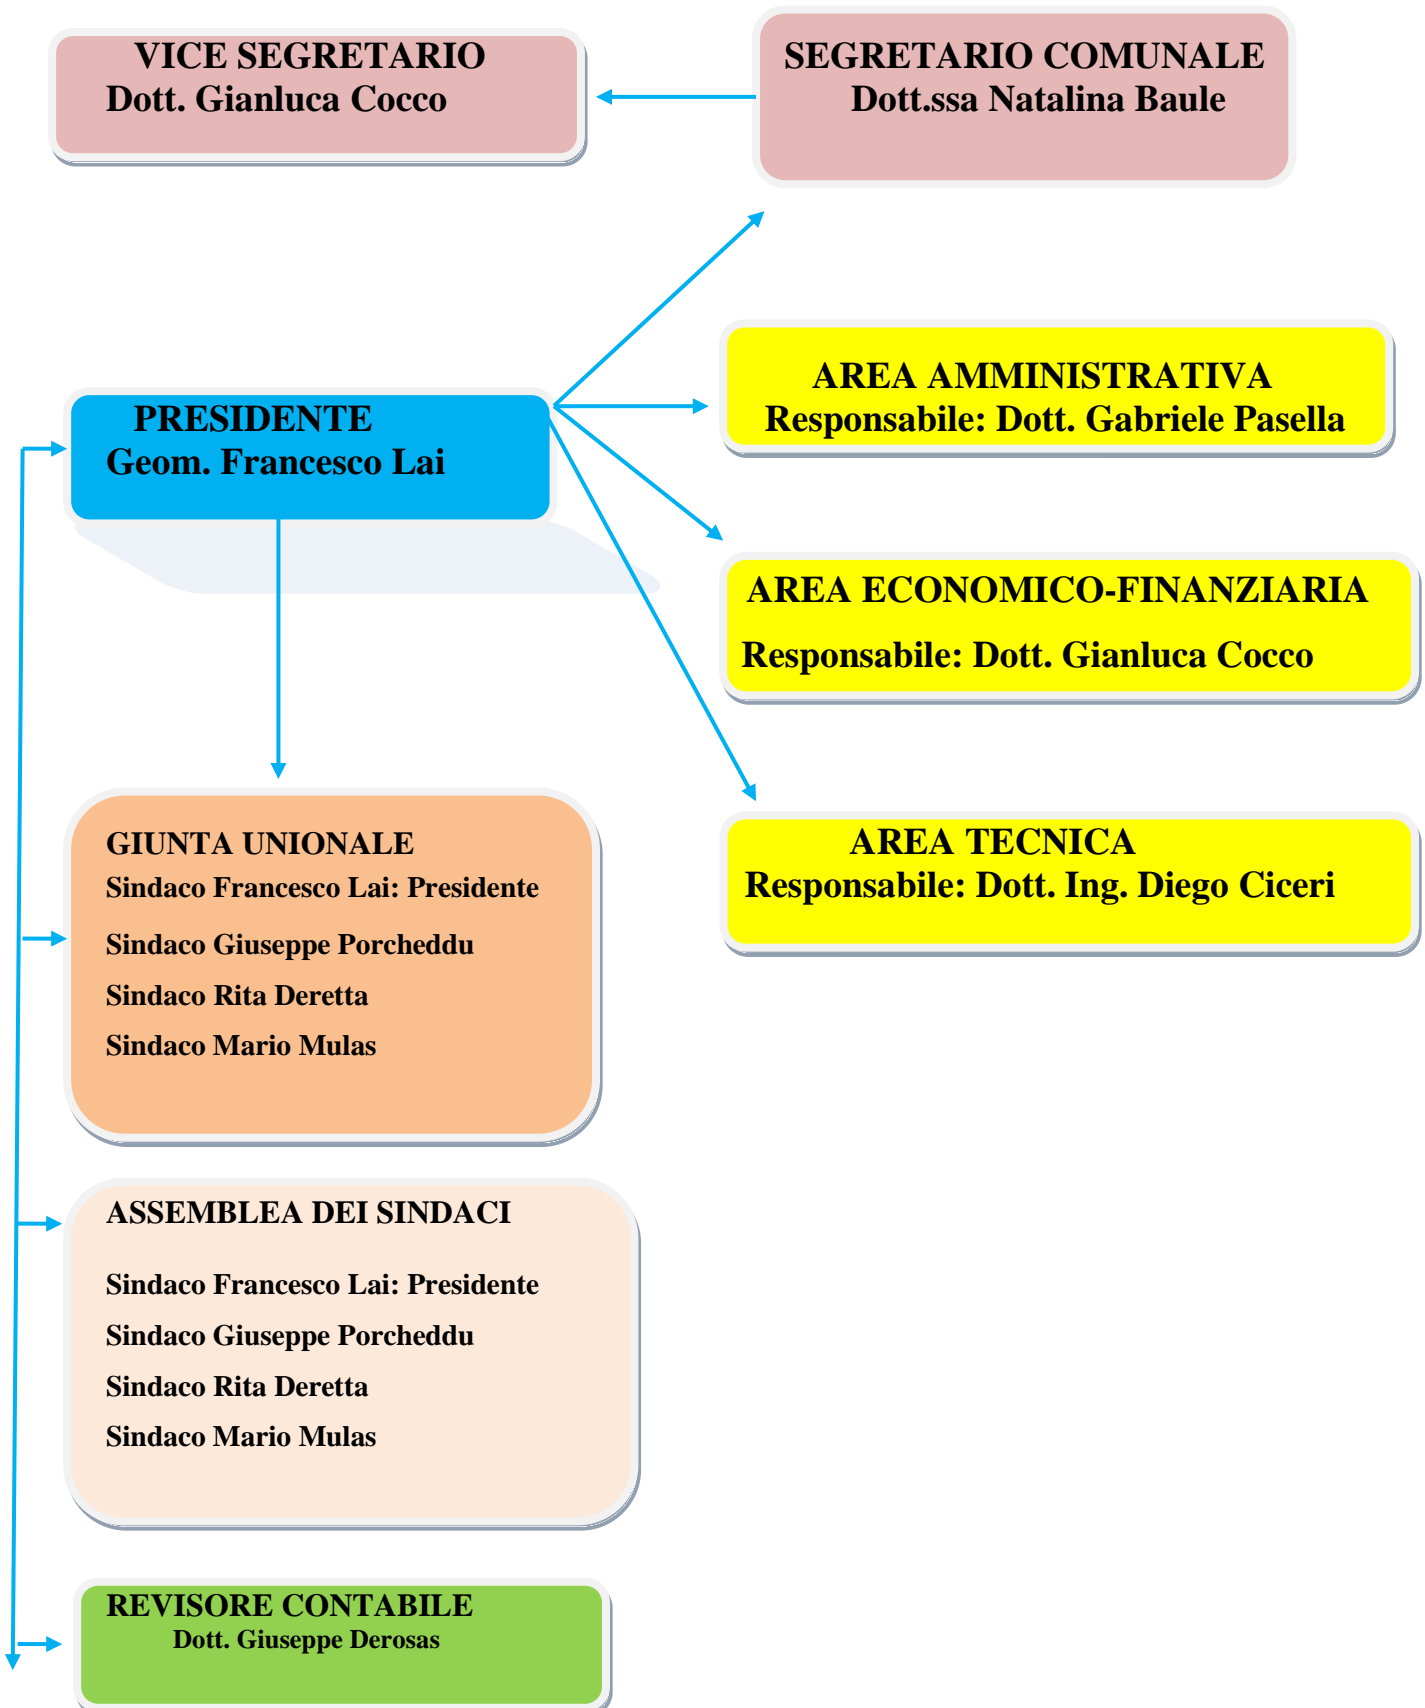 VICE SEGRETARIO
Dott. Gianluca Cocco
SEGRETARIO COMUNALE
Dott.ssa Natalina Baule
PRESIDENTE
Geom. Francesco Lai
AREA AMMINISTRATIVA
Responsabile: Dott. Gabriele Pasella
AREA ECONOMICO-FINANZIARIA
Responsabile: Dott. Gianluca Cocco
AREA TECNICA
Responsabile: Dott. Ing. Diego Ciceri
GIUNTA UNIONALE
Sindaco Francesco Lai: Presidente
Sindaco Giuseppe Porcheddu
Sindaco Rita Deretta
Sindaco Mario Mulas
ASSEMBLEA DEI SINDACI
Sindaco Francesco Lai: Presidente
Sindaco Giuseppe Porcheddu
Sindaco Rita Deretta
Sindaco Mario Mulas
REVISORE CONTABILE
Dott. Giuseppe Derosas